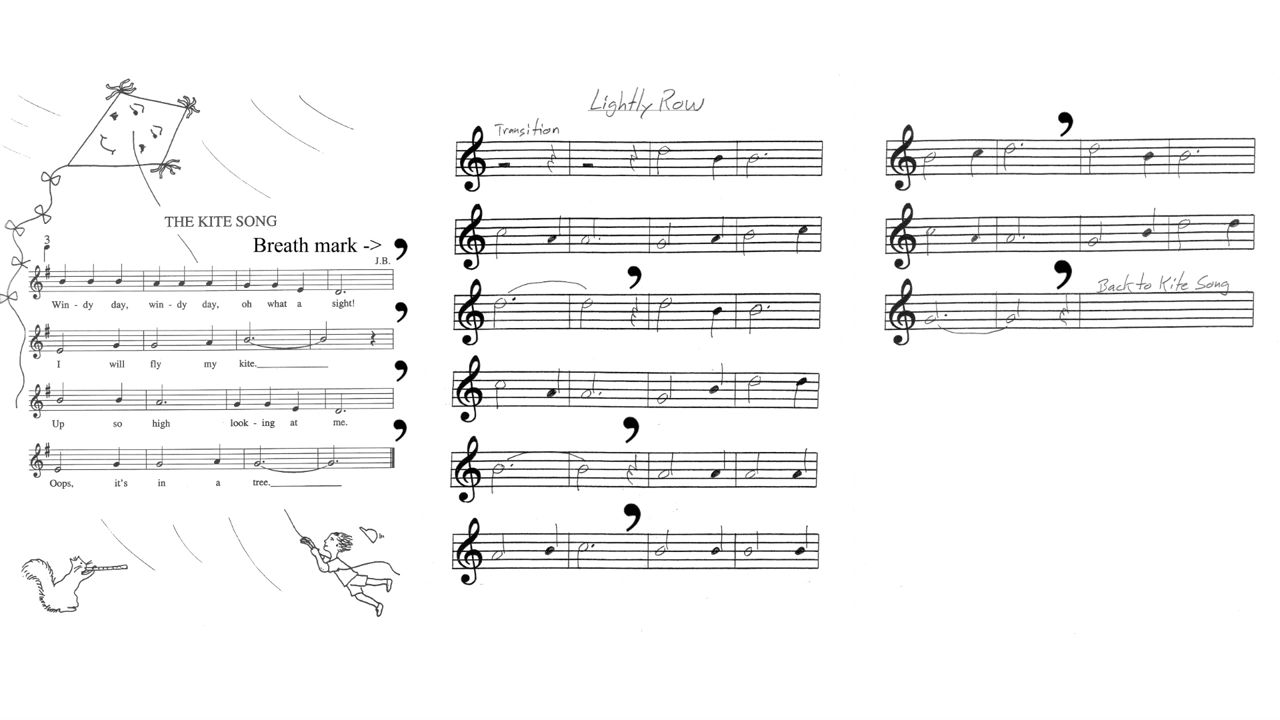 THE KITE SONG
Breath mark ->
J.B.
3
Win - dy day, win - dy day, oh what a sight!
I will fly my kite.
Up so high look - ing at me.
Oops, it's in a tree.
Lightly Row
Transition
Back to Kite Song